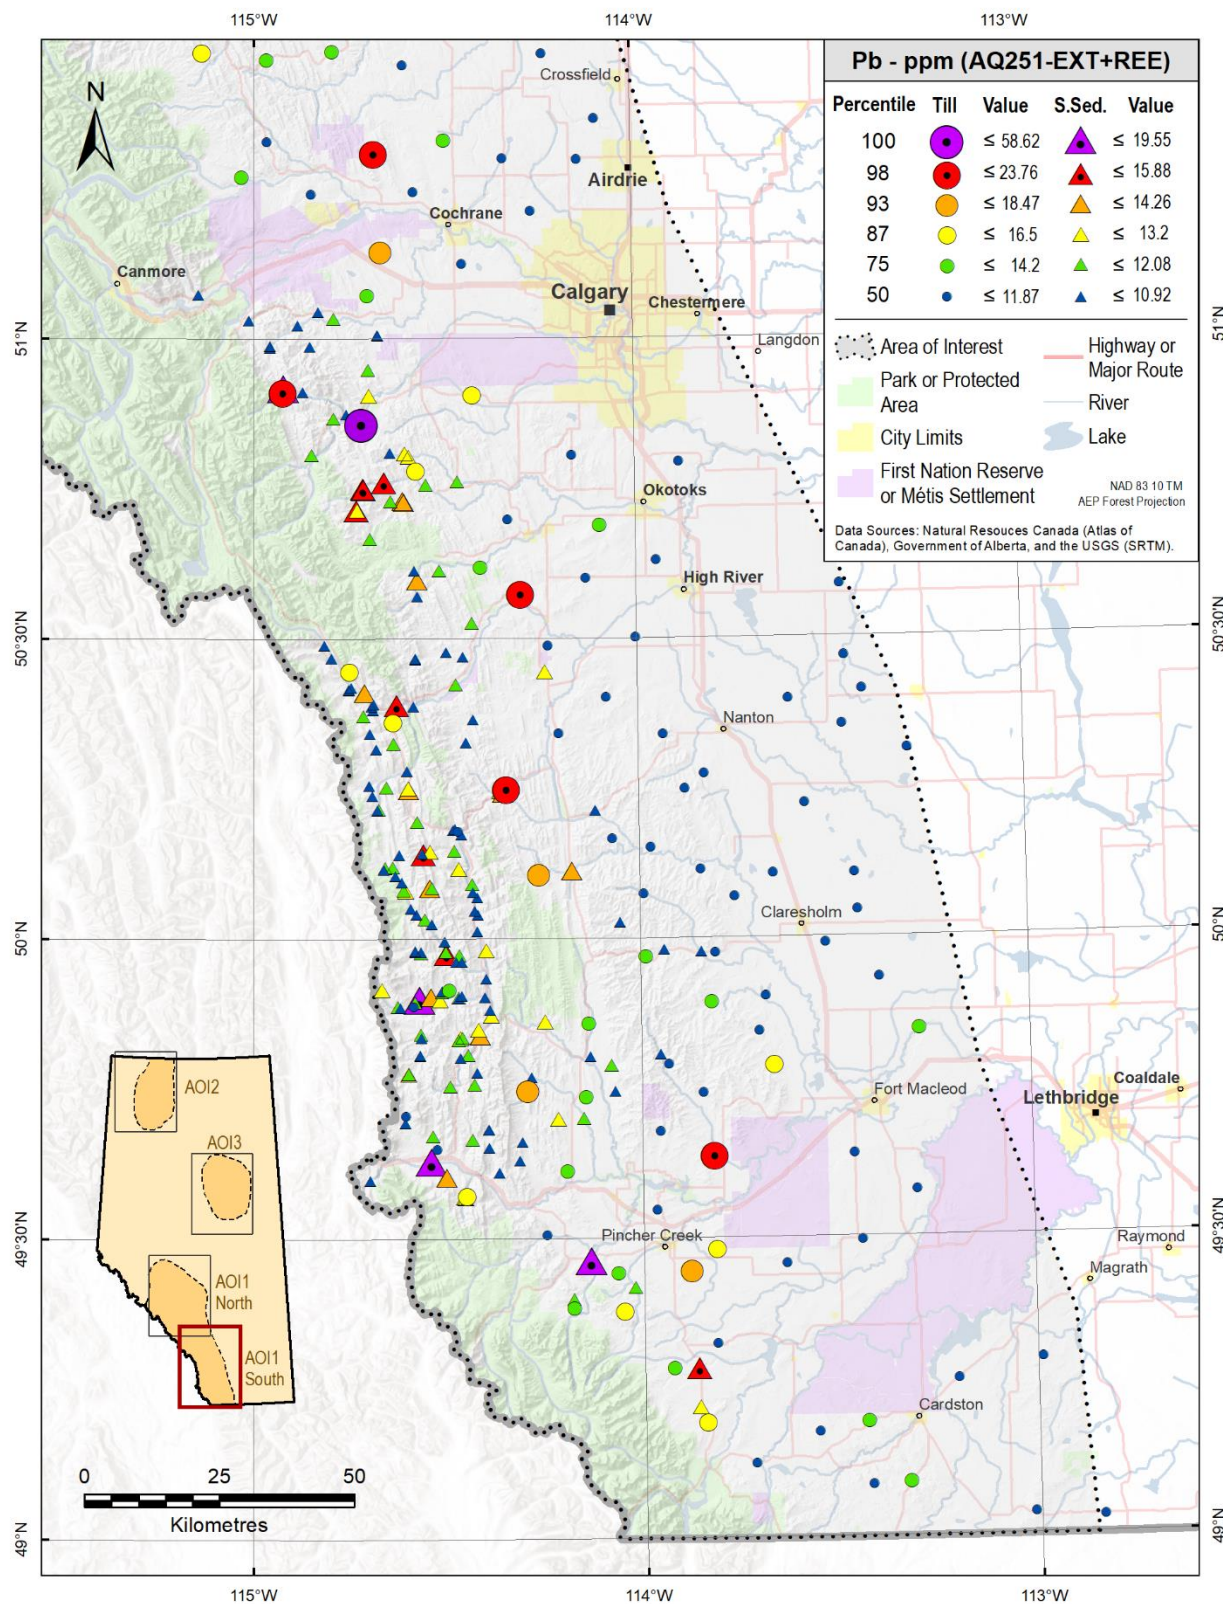 115°W 114°W 113°W
Pb - ppm (AQ251-EXT+REE)
Percentile Till Value S.Sed. Value
100 ≤ 58.62 ≤ 19.55
98 ≤ 23.76 ≤ 15.88
93 ≤ 18.47 ≤ 14.26
87 ≤ 16.5 ≤ 13.2
75 ≤ 14.2 ≤ 12.08
50 ≤ 11.87 ≤ 10.92
Area of Interest
Park or Protected
Area
City Limits
First Nation Reserve
or Métis Settlement
Highway or
Major Route
River
Lake
NAD 83 10 TM
AEP Forest Projection
Data Sources: Natural Resouces Canada (Atlas of
Canada), Government of Alberta, and the USGS (SRTM).
N
Crossfield
Airdrie
Cochrane
Canmore
Calgary
Chestermere
Langdon
51°N 51°N
Okotoks
High River
50°30'N 50°30'N
Nanton
Claresholm
50°N 50°N
Fort Macleod
Coaldale
Lethbridge
Pincher Creek
Raymond
Magrath
49°30'N 49°30'N
Cardston
49°N 49°N
AOI2
AOI3
AOI1
North
AOI1
South
0 25 50
Kilometres
115°W 114°W 113°W